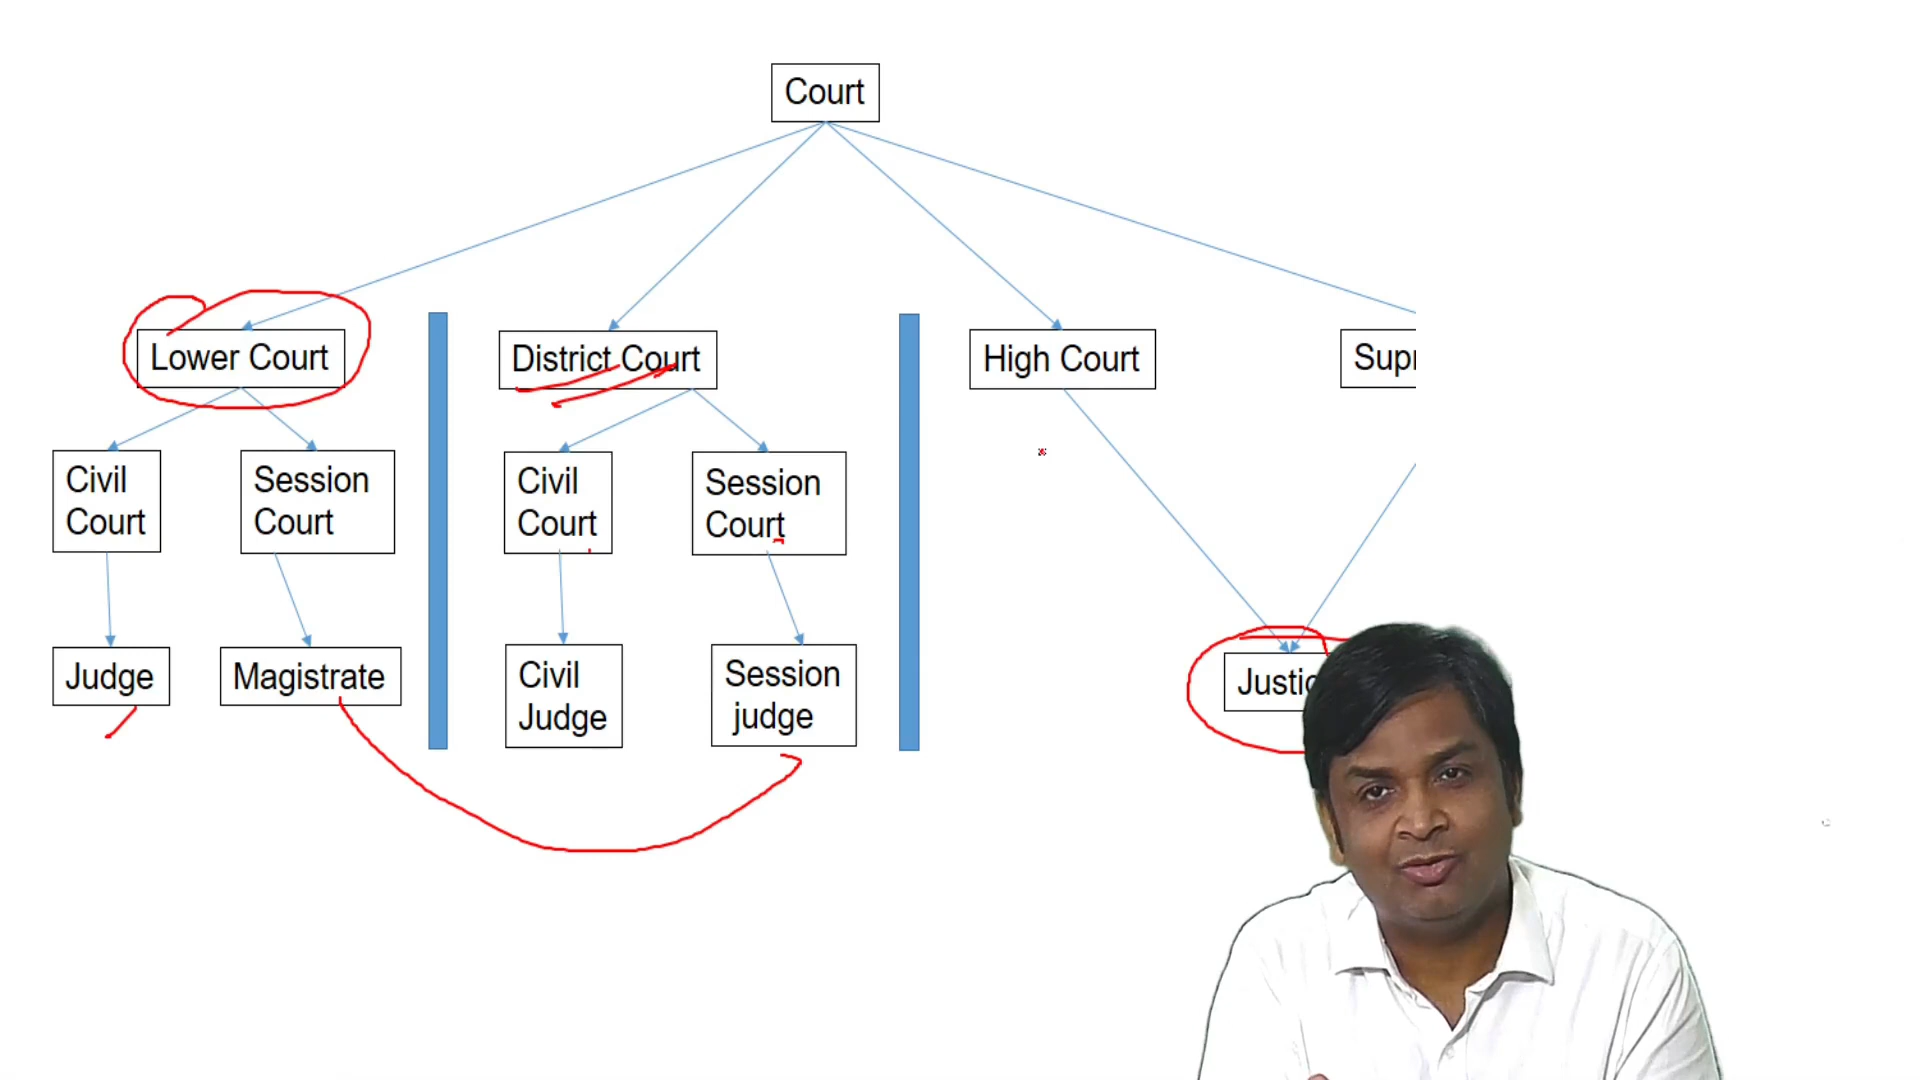 Court
Lower Court
District Court
High Court
Civil
Court
Session
Court
Civil
Court
Session
Court
Judge
Magistrate
Civil
Judge
Session
judge